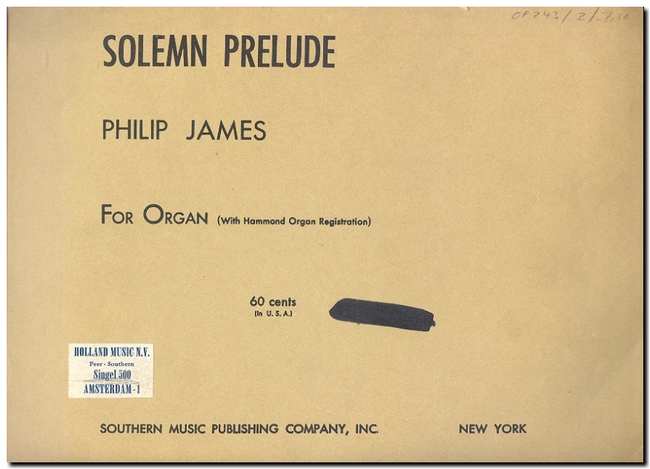 SOLEMN PRELUDE
PHILIP JAMES
FOR ORGAN (With Hammond Organ Registration)
60 cents
(in U. S. A.)
HOLLAND MUSIC N.V.
Peer - Southern
Singel 500
AMSTERDAM - 1
SOUTHERN MUSIC PUBLISHING COMPANY, INC. NEW YORK